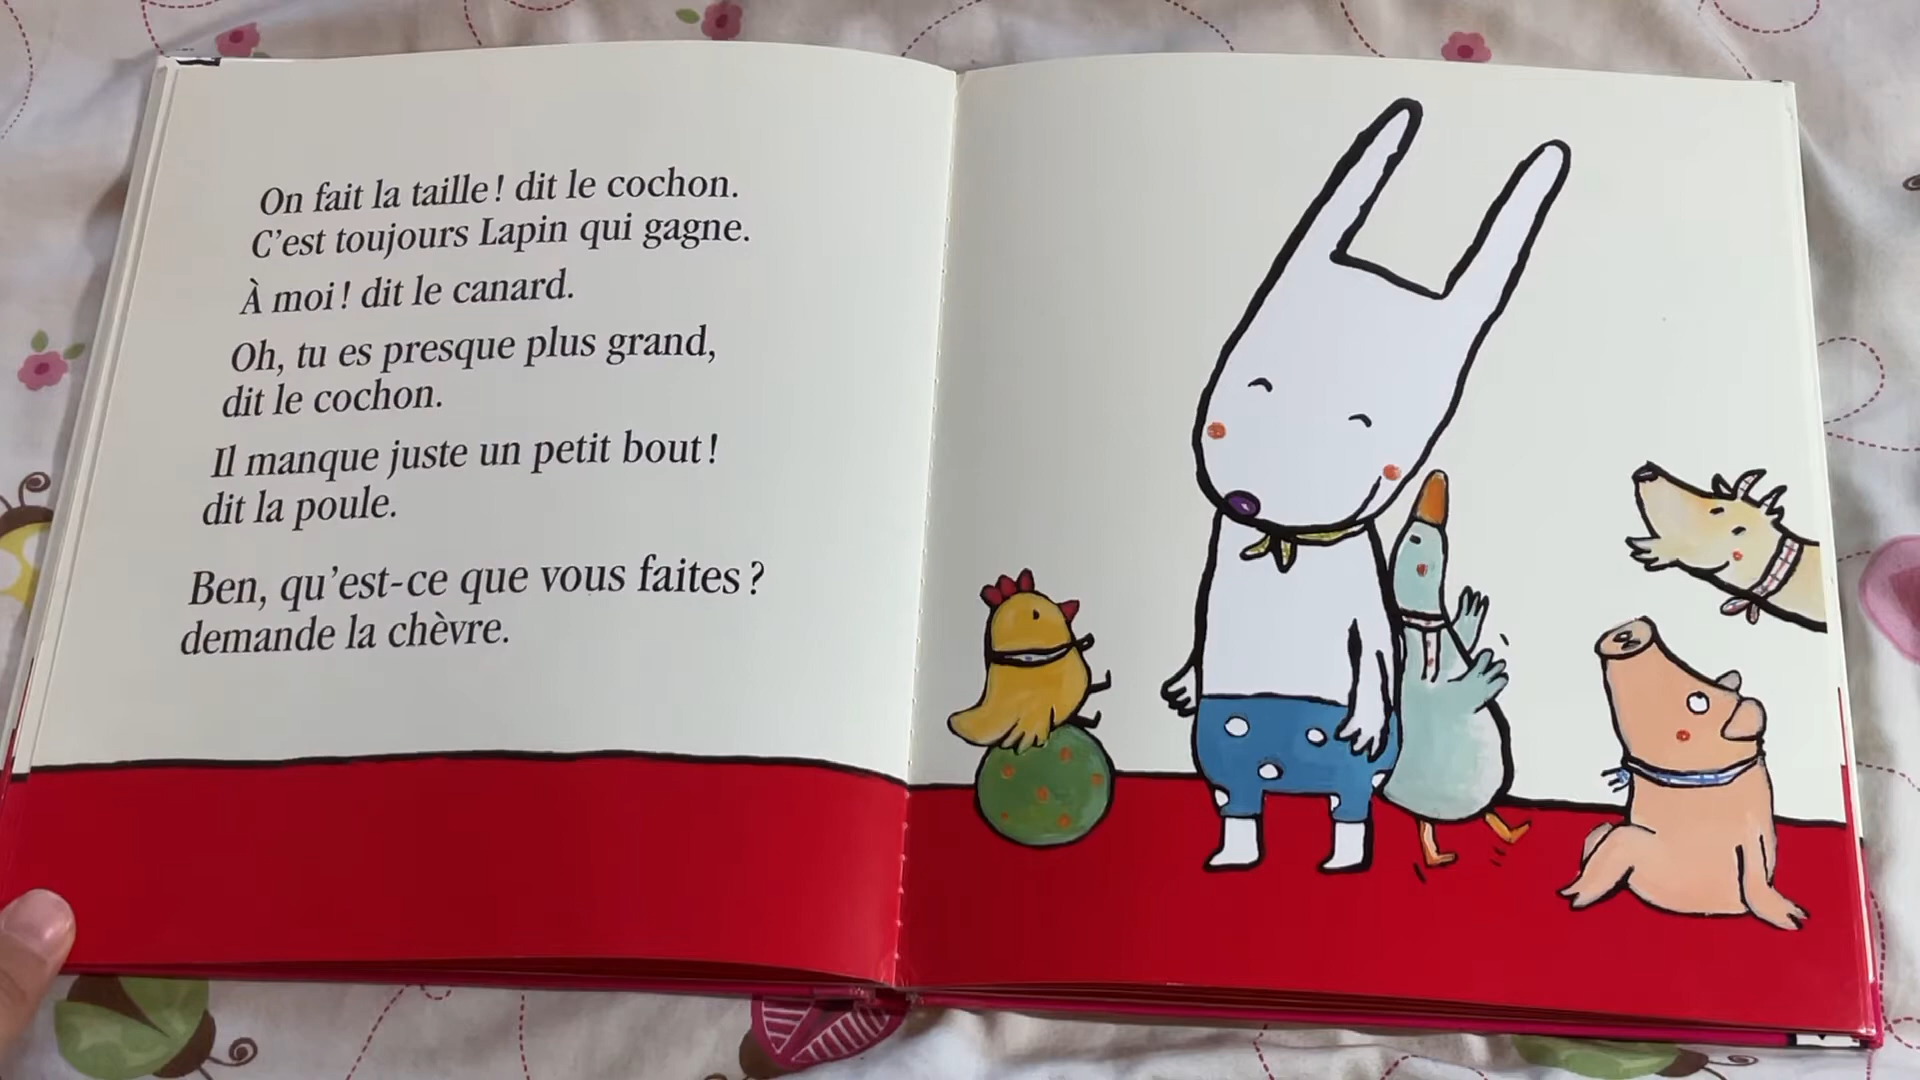 On fait la taille ! dit le cochon.
C'est toujours Lapin qui gagne.
À moi ! dit le canard.
Oh, tu es presque plus grand,
dit le cochon.
Il manque juste un petit bout !
dit la poule.
Ben, qu'est-ce que vous faites ?
demande la chèvre.